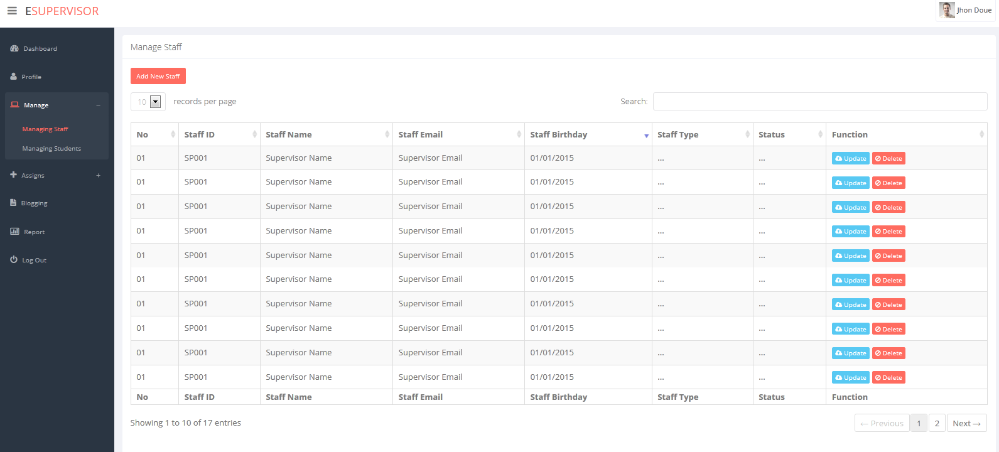 ESUPERVISOR
Jhon Doue
Dashboard
Profile
Manage
Managing Staff
Managing Students
Assigns
Blogging
Report
Log Out
Manage Staff
Add New Staff
10 records per page
Search:
No Staff ID Staff Name Staff Email Staff Birthday Staff Type Status Function
01 SP001 Supervisor Name Supervisor Email 01/01/2015 ... ... Update Delete
01 SP001 Supervisor Name Supervisor Email 01/01/2015 ... ... Update Delete
01 SP001 Supervisor Name Supervisor Email 01/01/2015 ... ... Update Delete
01 SP001 Supervisor Name Supervisor Email 01/01/2015 ... ... Update Delete
01 SP001 Supervisor Name Supervisor Email 01/01/2015 ... ... Update Delete
01 SP001 Supervisor Name Supervisor Email 01/01/2015 ... ... Update Delete
01 SP001 Supervisor Name Supervisor Email 01/01/2015 ... ... Update Delete
01 SP001 Supervisor Name Supervisor Email 01/01/2015 ... ... Update Delete
01 SP001 Supervisor Name Supervisor Email 01/01/2015 ... ... Update Delete
01 SP001 Supervisor Name Supervisor Email 01/01/2015 ... ... Update Delete
No Staff ID Staff Name Staff Email Staff Birthday Staff Type Status Function
Showing 1 to 10 of 17 entries
← Previous 1 2 Next →